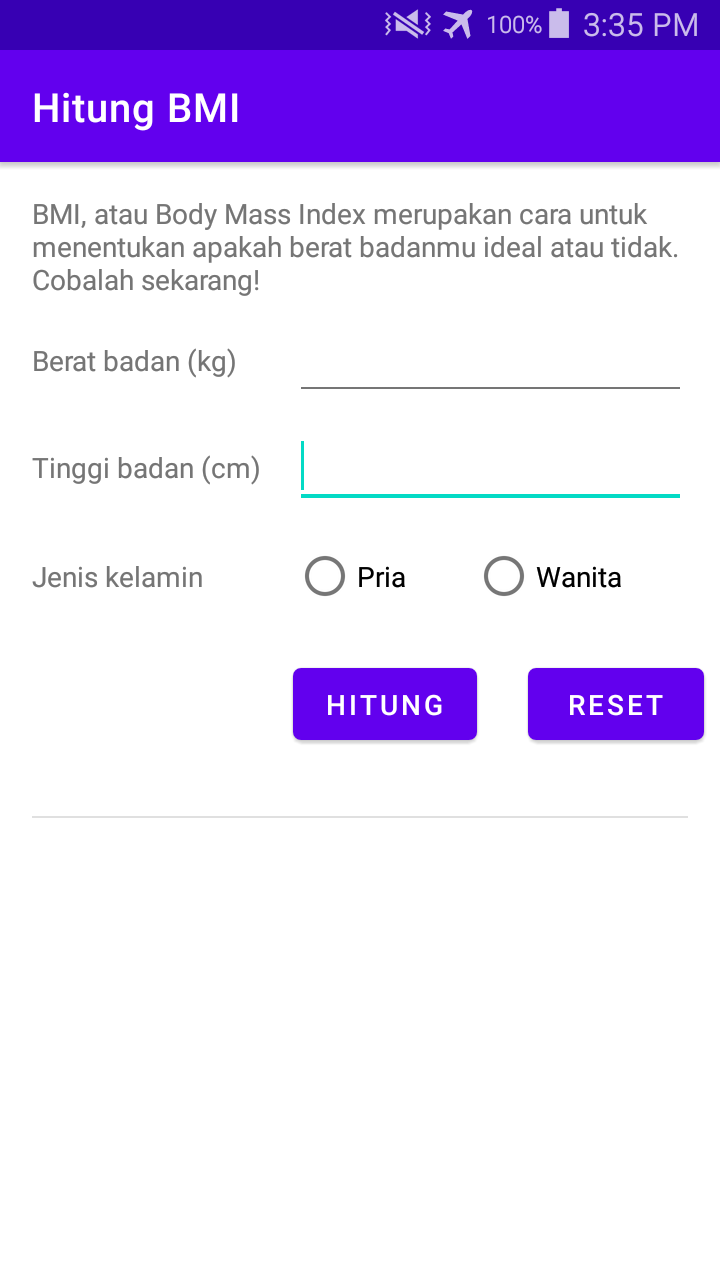 100% 3:35 PM
Hitung BMI
BMI, atau Body Mass Index merupakan cara untuk
menentukan apakah berat badanmu ideal atau tidak.
Cobalah sekarang!
Berat badan (kg)
Tinggi badan (cm)
Jenis kelamin Pria Wanita
HITUNG RESET